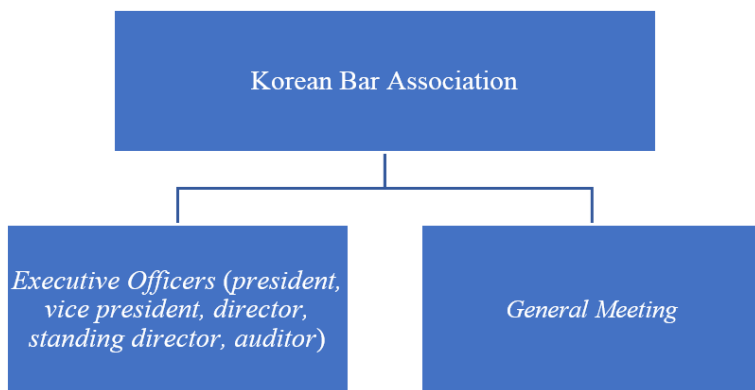 Korean Bar Association
Executive Officers (president,
vice president, director,
standing director, auditor)
General Meeting